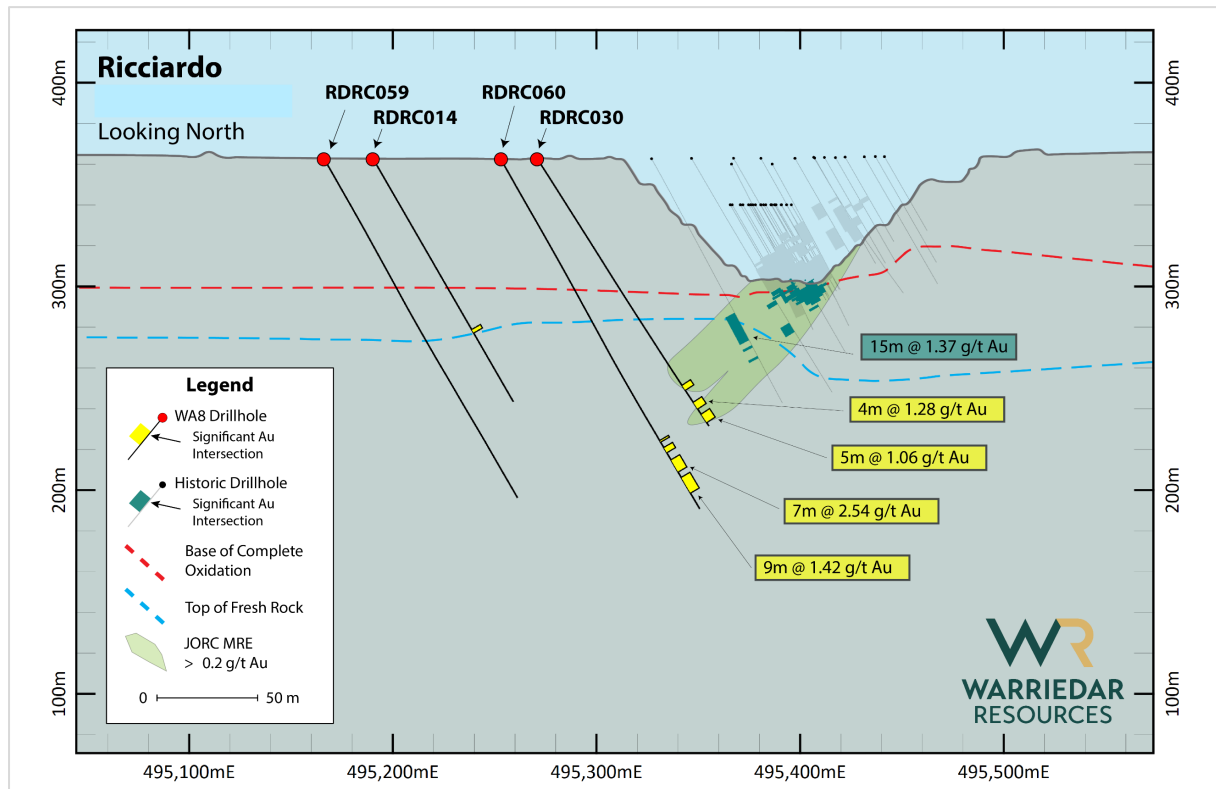 Ricciardo
Looking North
RDRC059
RDRC014
RDRC060
RDRC030
400m
300m
200m
100m
400m
300m
200m
100m
15m @ 1.37 g/t Au
4m @ 1.28 g/t Au
5m @ 1.06 g/t Au
7m @ 2.54 g/t Au
9m @ 1.42 g/t Au
Legend
WA8 Drillhole
Significant Au
Intersection
Historic Drillhole
Significant Au
Intersection
Base of Complete
Oxidation
Top of Fresh Rock
JORC MRE
> 0.2 g/t Au
0 50 m
WR
WARRIEDAR
RESOURCES
495,100mE
495,200mE
495,300mE
495,400mE
495,500mE